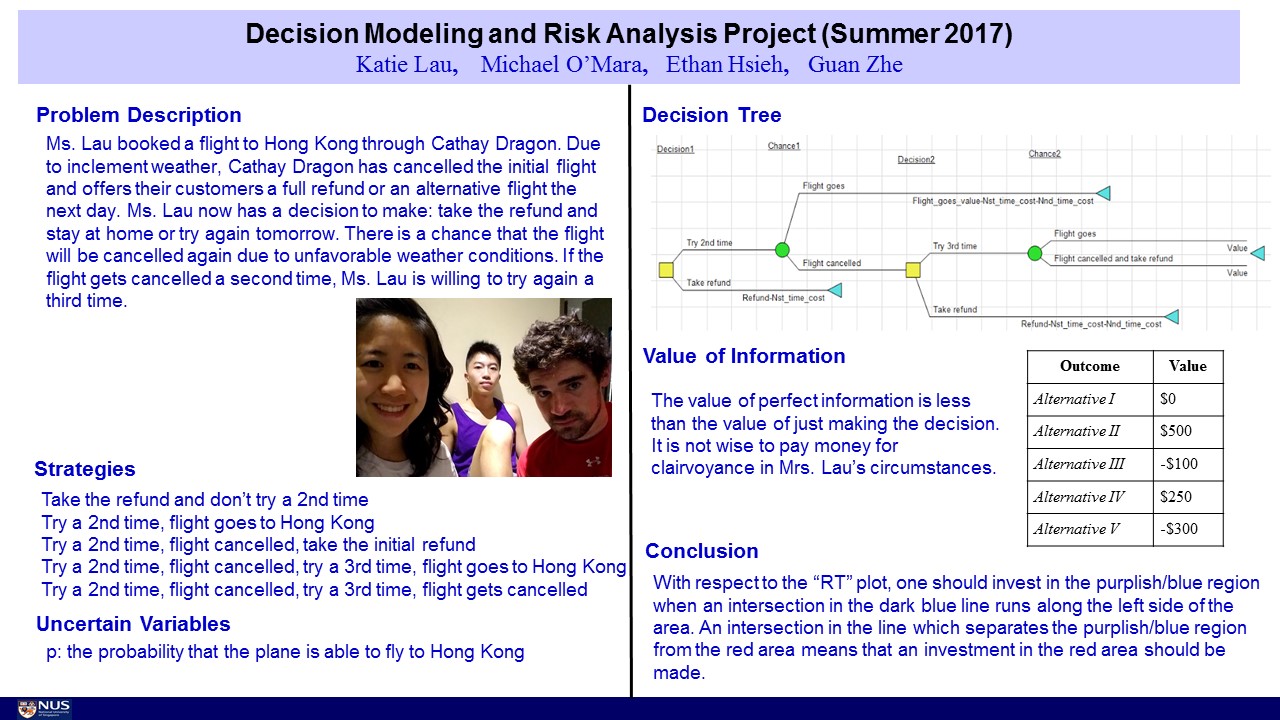 Decision Modeling and Risk Analysis Project (Summer 2017)
Katie Lau, Michael O'Mara, Ethan Hsieh, Guan Zhe
Problem Description
Ms. Lau booked a flight to Hong Kong through Cathay Dragon. Due
to inclement weather, Cathay Dragon has cancelled the initial flight
and offers their customers a full refund or an alternative flight the
next day. Ms. Lau now has a decision to make: take the refund and
stay at home or try again tomorrow. There is a chance that the flight
will be cancelled again due to unfavorable weather conditions. If the
flight gets cancelled a second time, Ms. Lau is willing to try again a
third time.
Strategies
Take the refund and don't try a 2nd time
Try a 2nd time, flight goes to Hong Kong
Try a 2nd time, flight cancelled, take the initial refund
Try a 2nd time, flight cancelled, try a 3rd time, flight goes to Hong Kong
Try a 2nd time, flight cancelled, try a 3rd time, flight gets cancelled
Uncertain Variables
p: the probability that the plane is able to fly to Hong Kong
Decision Tree
Decision1 Chance1 Decision2 Chance2
Flight goes
Flight_goes_value-Nst_time_cost-Nnd_time_cost
Try 2nd time
Flight cancelled
Take refund
Refund-Nst_time_cost
Try 3rd time
Flight goes
Value
Flight cancelled and take refund
Value
Take refund
Refund-Nst_time_cost-Nnd_time_cost
Value of Information
The value of perfect information is less
than the value of just making the decision.
It is not wise to pay money for
clairvoyance in Mrs. Lau's circumstances.
Outcome Value
Alternative I $0
Alternative II $500
Alternative III -$100
Alternative IV $250
Alternative V -$300
Conclusion
With respect to the “RT” plot, one should invest in the purplish/blue region
when an intersection in the dark blue line runs along the left side of the
area. An intersection in the line which separates the purplish/blue region
from the red area means that an investment in the red area should be
made.
NUS